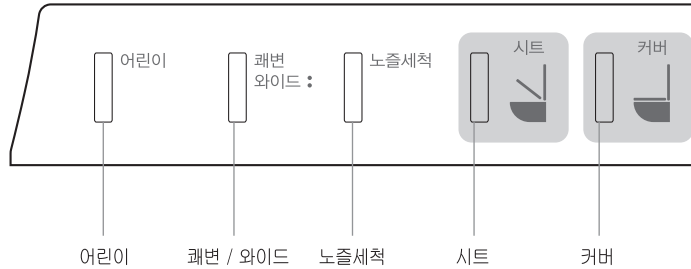 어린이
쾌변
와이드 :
노즐세척
시트
커버
어린이
쾌변 / 와이드
노즐세척
시트
커버